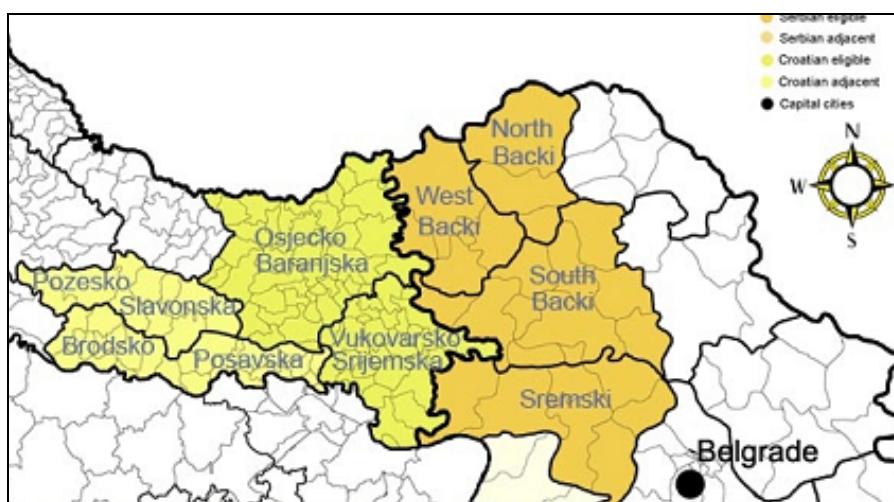 Serbian eligible
Serbian adjacent
Croatian eligible
Croatian adjacent
Capital cities
N
W
S
North
Backi
West
Backi
Osjecko
Baranjska
South
Backi
Pozesko
Slavonska
Brodsko
Posavska
Vukovarsko
Srijemska
Sremski
Belgrade